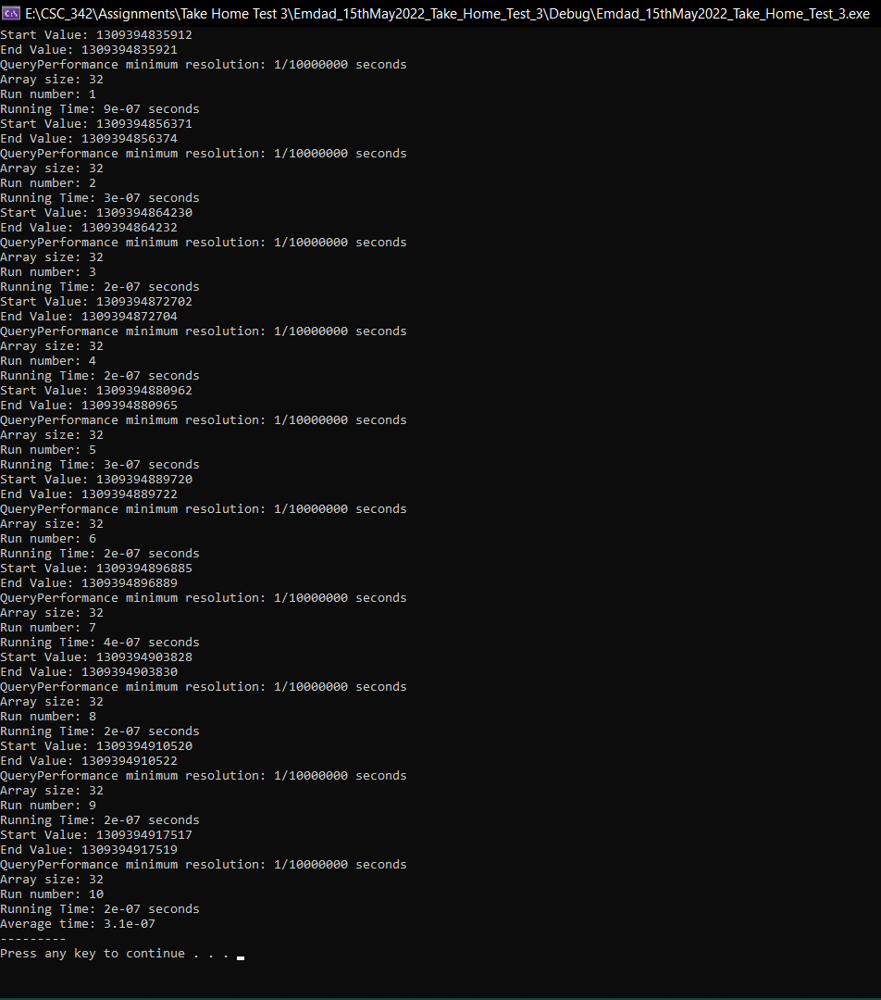 E:\CSC_342\Assignments\Take Home Test 3\Emdad_15thMay2022_Take_Home_Test_3\Debug\Emdad_15thMay2022_Take_Home_Test_3.exe
Start Value: 1309394835912
End Value: 1309394835921
QueryPerformance minimum resolution: 1/10000000 seconds
Array size: 32
Run number: 1
Running Time: 9e-07 seconds
Start Value: 1309394856371
End Value: 1309394856374
QueryPerformance minimum resolution: 1/10000000 seconds
Array size: 32
Run number: 2
Running Time: 3e-07 seconds
Start Value: 1309394864230
End Value: 1309394864232
QueryPerformance minimum resolution: 1/10000000 seconds
Array size: 32
Run number: 3
Running Time: 2e-07 seconds
Start Value: 1309394872702
End Value: 1309394872704
QueryPerformance minimum resolution: 1/10000000 seconds
Array size: 32
Run number: 4
Running Time: 2e-07 seconds
Start Value: 1309394880962
End Value: 1309394880965
QueryPerformance minimum resolution: 1/10000000 seconds
Array size: 32
Run number: 5
Running Time: 3e-07 seconds
Start Value: 1309394889720
End Value: 1309394889722
QueryPerformance minimum resolution: 1/10000000 seconds
Array size: 32
Run number: 6
Running Time: 2e-07 seconds
Start Value: 1309394896885
End Value: 1309394896889
QueryPerformance minimum resolution: 1/10000000 seconds
Array size: 32
Run number: 7
Running Time: 4e-07 seconds
Start Value: 1309394903828
End Value: 1309394903830
QueryPerformance minimum resolution: 1/10000000 seconds
Array size: 32
Run number: 8
Running Time: 2e-07 seconds
Start Value: 1309394910520
End Value: 1309394910522
QueryPerformance minimum resolution: 1/10000000 seconds
Array size: 32
Run number: 9
Running Time: 2e-07 seconds
Start Value: 1309394917517
End Value: 1309394917519
QueryPerformance minimum resolution: 1/10000000 seconds
Array size: 32
Run number: 10
Running Time: 2e-07 seconds
Average time: 3.1e-07
---------
Press any key to continue . . .